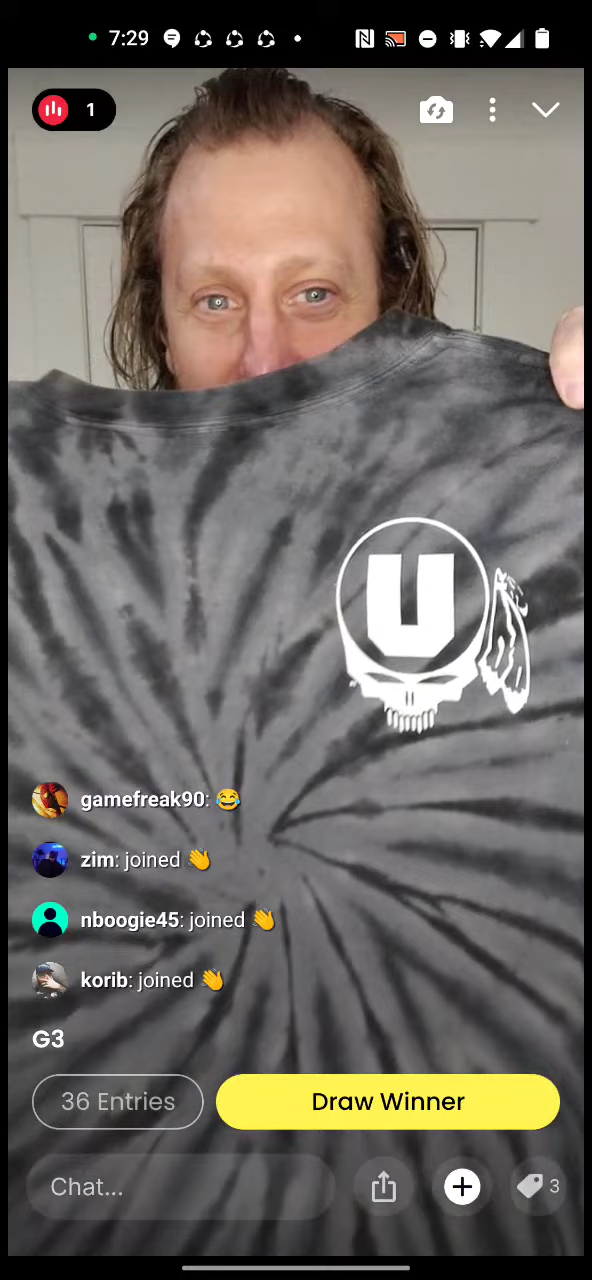 7:29
1
U
gamefreak90: 😂
zim: joined 👋
nboogie45: joined 👋
korib: joined 👋
G3
36 Entries
Draw Winner
Chat...
3